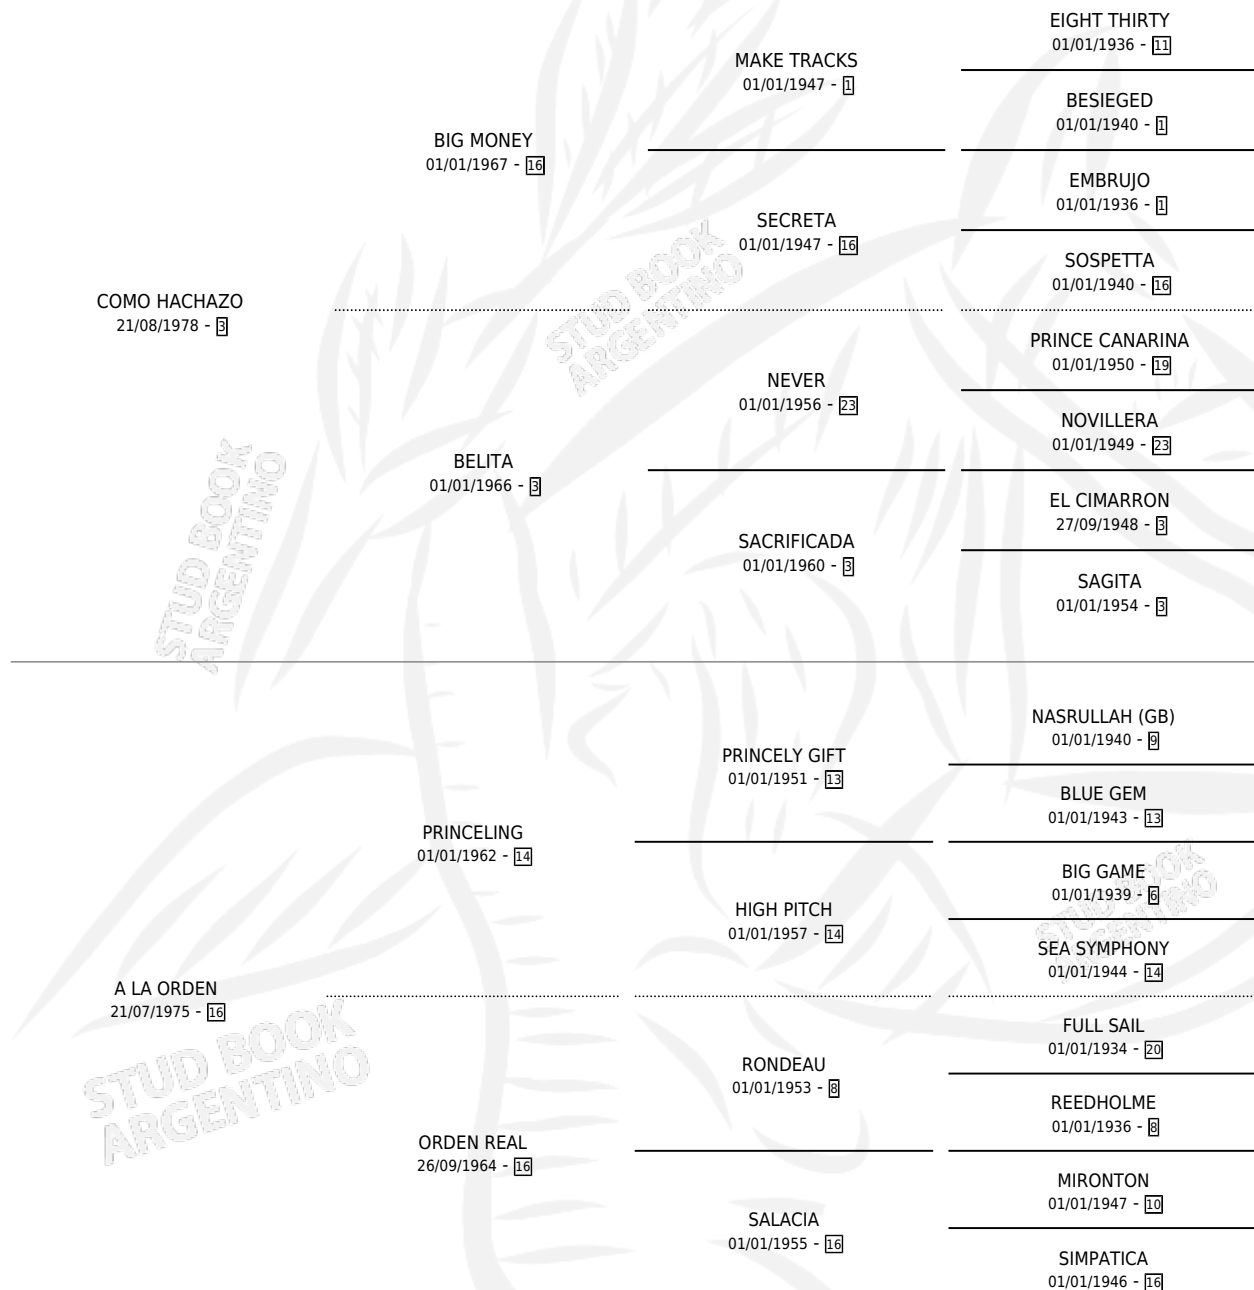 EIGHT THIRTY
01/01/1936 - 11
MAKE TRACKS
01/01/1947 - 1
BESIEGED
01/01/1940 - 1
BIG MONEY
01/01/1967 - 16
EMBRUJO
01/01/1936 - 1
SECRETA
01/01/1947 - 16
SOSPETTA
01/01/1940 - 16
COMO HACHAZO
21/08/1978 - 3
PRINCE CANARINA
01/01/1950 - 19
NEVER
01/01/1956 - 23
NOVILLERA
01/01/1949 - 23
BELITA
01/01/1966 - 3
EL CIMARRON
27/09/1948 - 3
SACRIFICADA
01/01/1960 - 3
SAGITA
01/01/1954 - 3
NASRULLAH (GB)
01/01/1940 - 9
PRINCELY GIFT
01/01/1951 - 13
BLUE GEM
01/01/1943 - 13
PRINCELING
01/01/1962 - 14
BIG GAME
01/01/1939 - 6
HIGH PITCH
01/01/1957 - 14
SEA SYMPHONY
01/01/1944 - 14
A LA ORDEN
21/07/1975 - 16
FULL SAIL
01/01/1934 - 20
RONDEAU
01/01/1953 - 8
REEDHOLME
01/01/1936 - 8
ORDEN REAL
26/09/1964 - 16
MIRONTON
01/01/1947 - 10
SALACIA
01/01/1955 - 16
SIMPATICA
01/01/1946 - 16
STUD BOOK
ARGENTINO
STUD BOOK
ARGENTINO
STUD BOOK
ARGENTINO
STUD BOOK
ARGENTINO